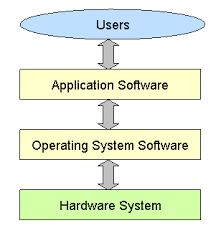 Users
Application Software
Operating System Software
Hardware System